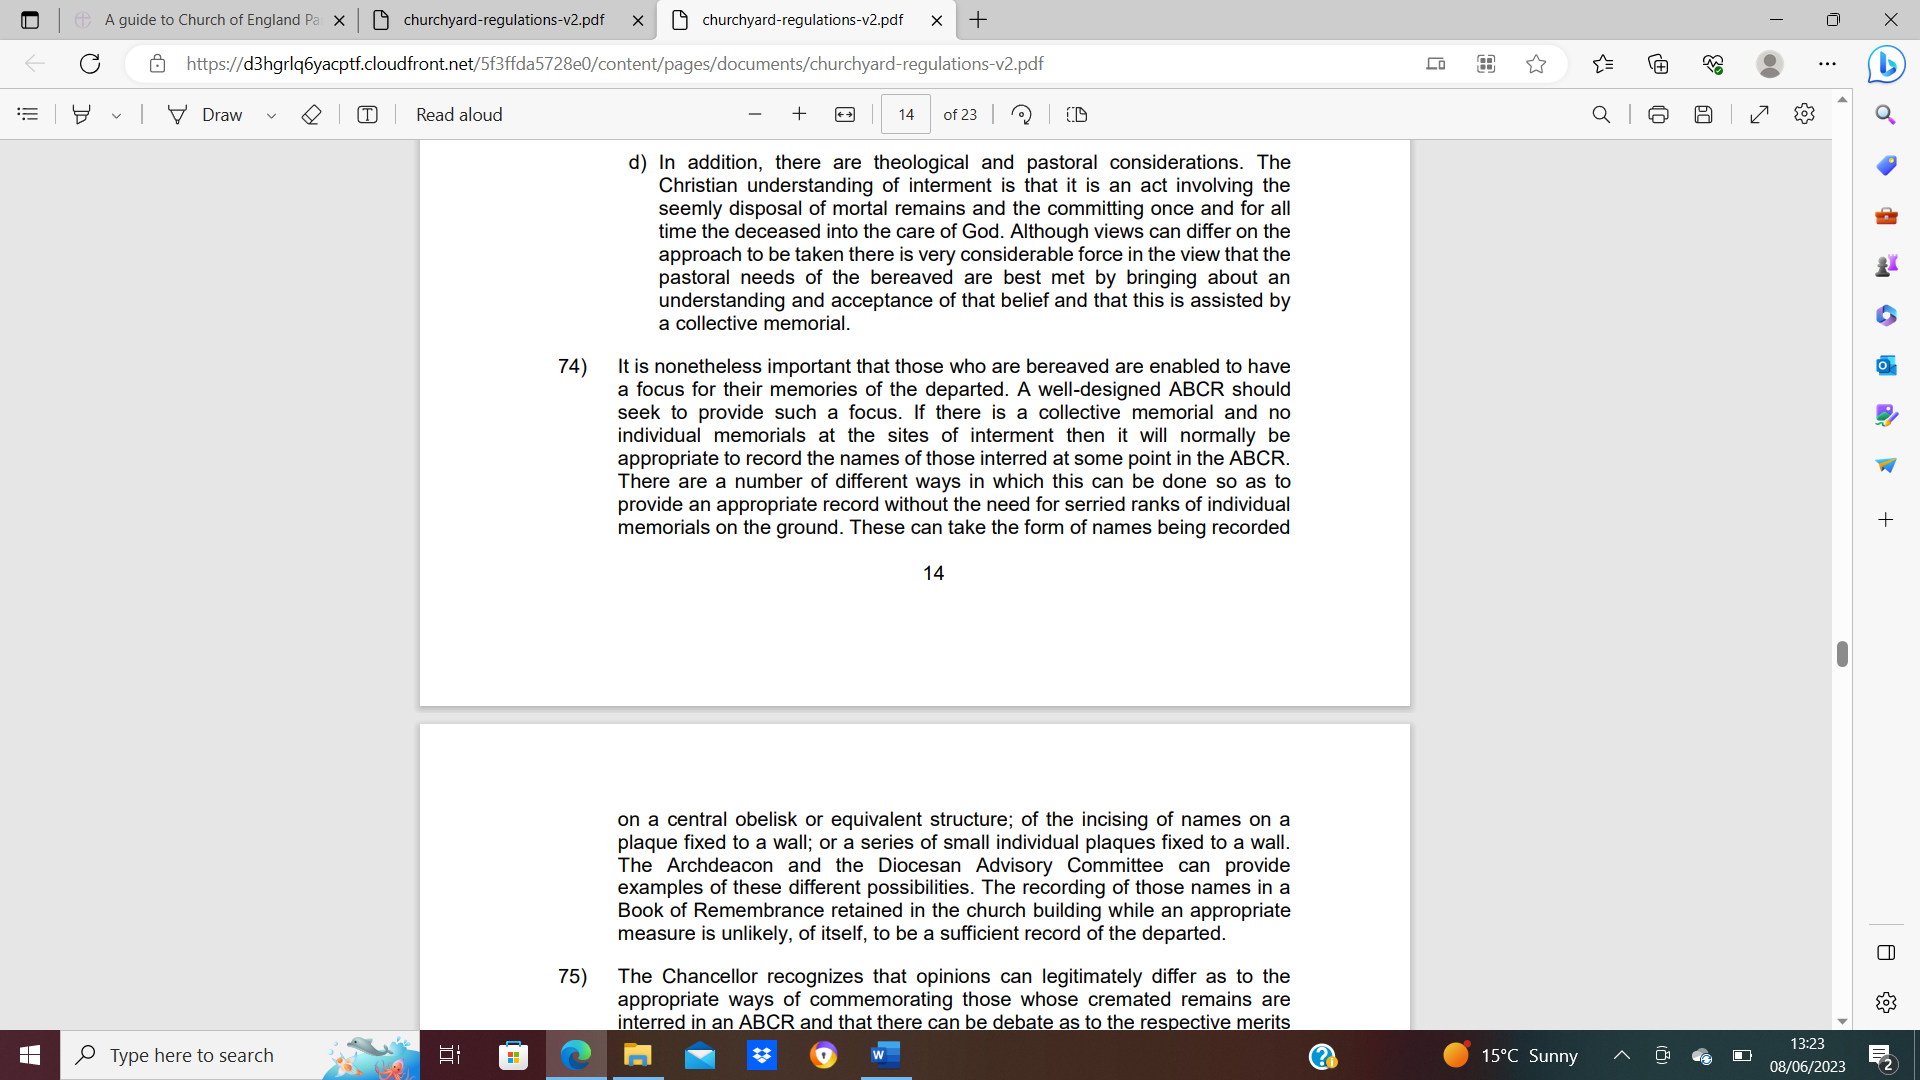 A guide to Church of England Pa
churchyard-regulations-v2.pdf
churchyard-regulations-v2.pdf
https://d3hgrlq6yacptf.cloudfront.net/5f3ffda5728e0/content/pages/documents/churchyard-regulations-v2.pdf
Draw
Read aloud
14 of 23
d) In addition, there are theological and pastoral considerations. The
Christian understanding of interment is that it is an act involving the
seemly disposal of mortal remains and the committing once and for all
time the deceased into the care of God. Although views can differ on the
approach to be taken there is very considerable force in the view that the
pastoral needs of the bereaved are best met by bringing about an
understanding and acceptance of that belief and that this is assisted by
a collective memorial.
74) It is nonetheless important that those who are bereaved are enabled to have
a focus for their memories of the departed. A well-designed ABCR should
seek to provide such a focus. If there is a collective memorial and no
individual memorials at the sites of interment then it will normally be
appropriate to record the names of those interred at some point in the ABCR.
There are a number of different ways in which this can be done so as to
provide an appropriate record without the need for serried ranks of individual
memorials on the ground. These can take the form of names being recorded
14
on a central obelisk or equivalent structure; of the incising of names on a
plaque fixed to a wall; or a series of small individual plaques fixed to a wall.
The Archdeacon and the Diocesan Advisory Committee can provide
examples of these different possibilities. The recording of those names in a
Book of Remembrance retained in the church building while an appropriate
measure is unlikely, of itself, to be a sufficient record of the departed.
75) The Chancellor recognizes that opinions can legitimately differ as to the
appropriate ways of commemorating those whose cremated remains are
interred in an ABCR and that there can be debate as to the respective merits
Type here to search
15°C Sunny
13:23
08/06/2023
2